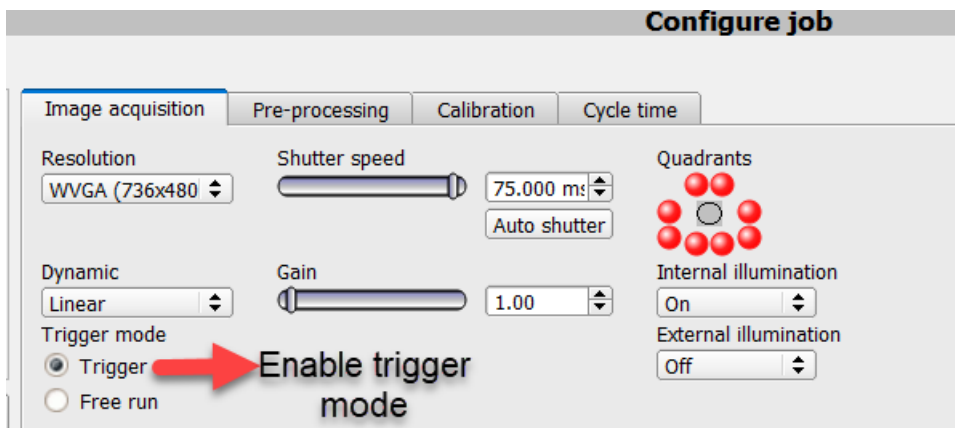 Configure job
Image acquisition Pre-processing Calibration Cycle time
Resolution Shutter speed Quadrants
WVGA (736x480 75.000 ms
Auto shutter
Dynamic Gain Internal illumination
Linear 1.00 On
Trigger mode External illumination
Trigger Enable trigger Off
Free run mode